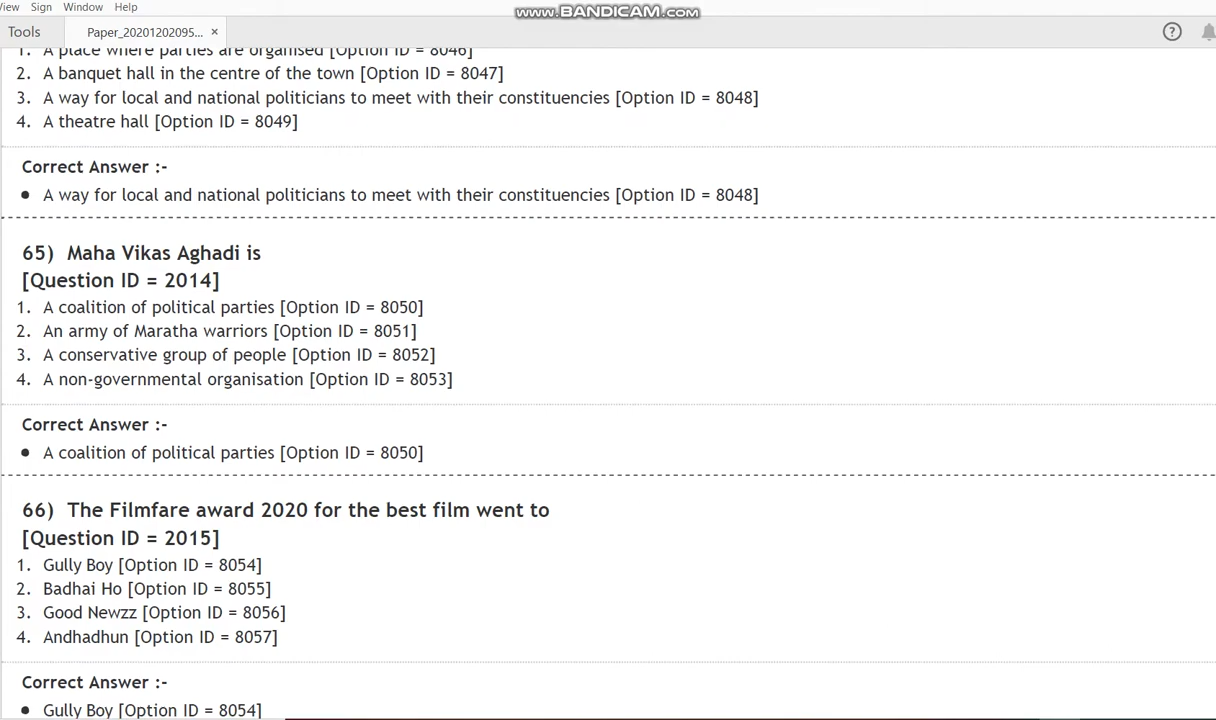 View Sign Window Help
www.BANDICAM.com
Tools Paper_20201202095... ×
1. A place where parties are organised [Option ID = 8046]
2. A banquet hall in the centre of the town [Option ID = 8047]
3. A way for local and national politicians to meet with their constituencies [Option ID = 8048]
4. A theatre hall [Option ID = 8049]
Correct Answer :-
• A way for local and national politicians to meet with their constituencies [Option ID = 8048]
65) Maha Vikas Aghadi is
[Question ID = 2014]
1. A coalition of political parties [Option ID = 8050]
2. An army of Maratha warriors [Option ID = 8051]
3. A conservative group of people [Option ID = 8052]
4. A non-governmental organisation [Option ID = 8053]
Correct Answer :-
• A coalition of political parties [Option ID = 8050]
66) The Filmfare award 2020 for the best film went to
[Question ID = 2015]
1. Gully Boy [Option ID = 8054]
2. Badhai Ho [Option ID = 8055]
3. Good Newzz [Option ID = 8056]
4. Andhadhun [Option ID = 8057]
Correct Answer :-
• Gully Boy [Option ID = 8054]